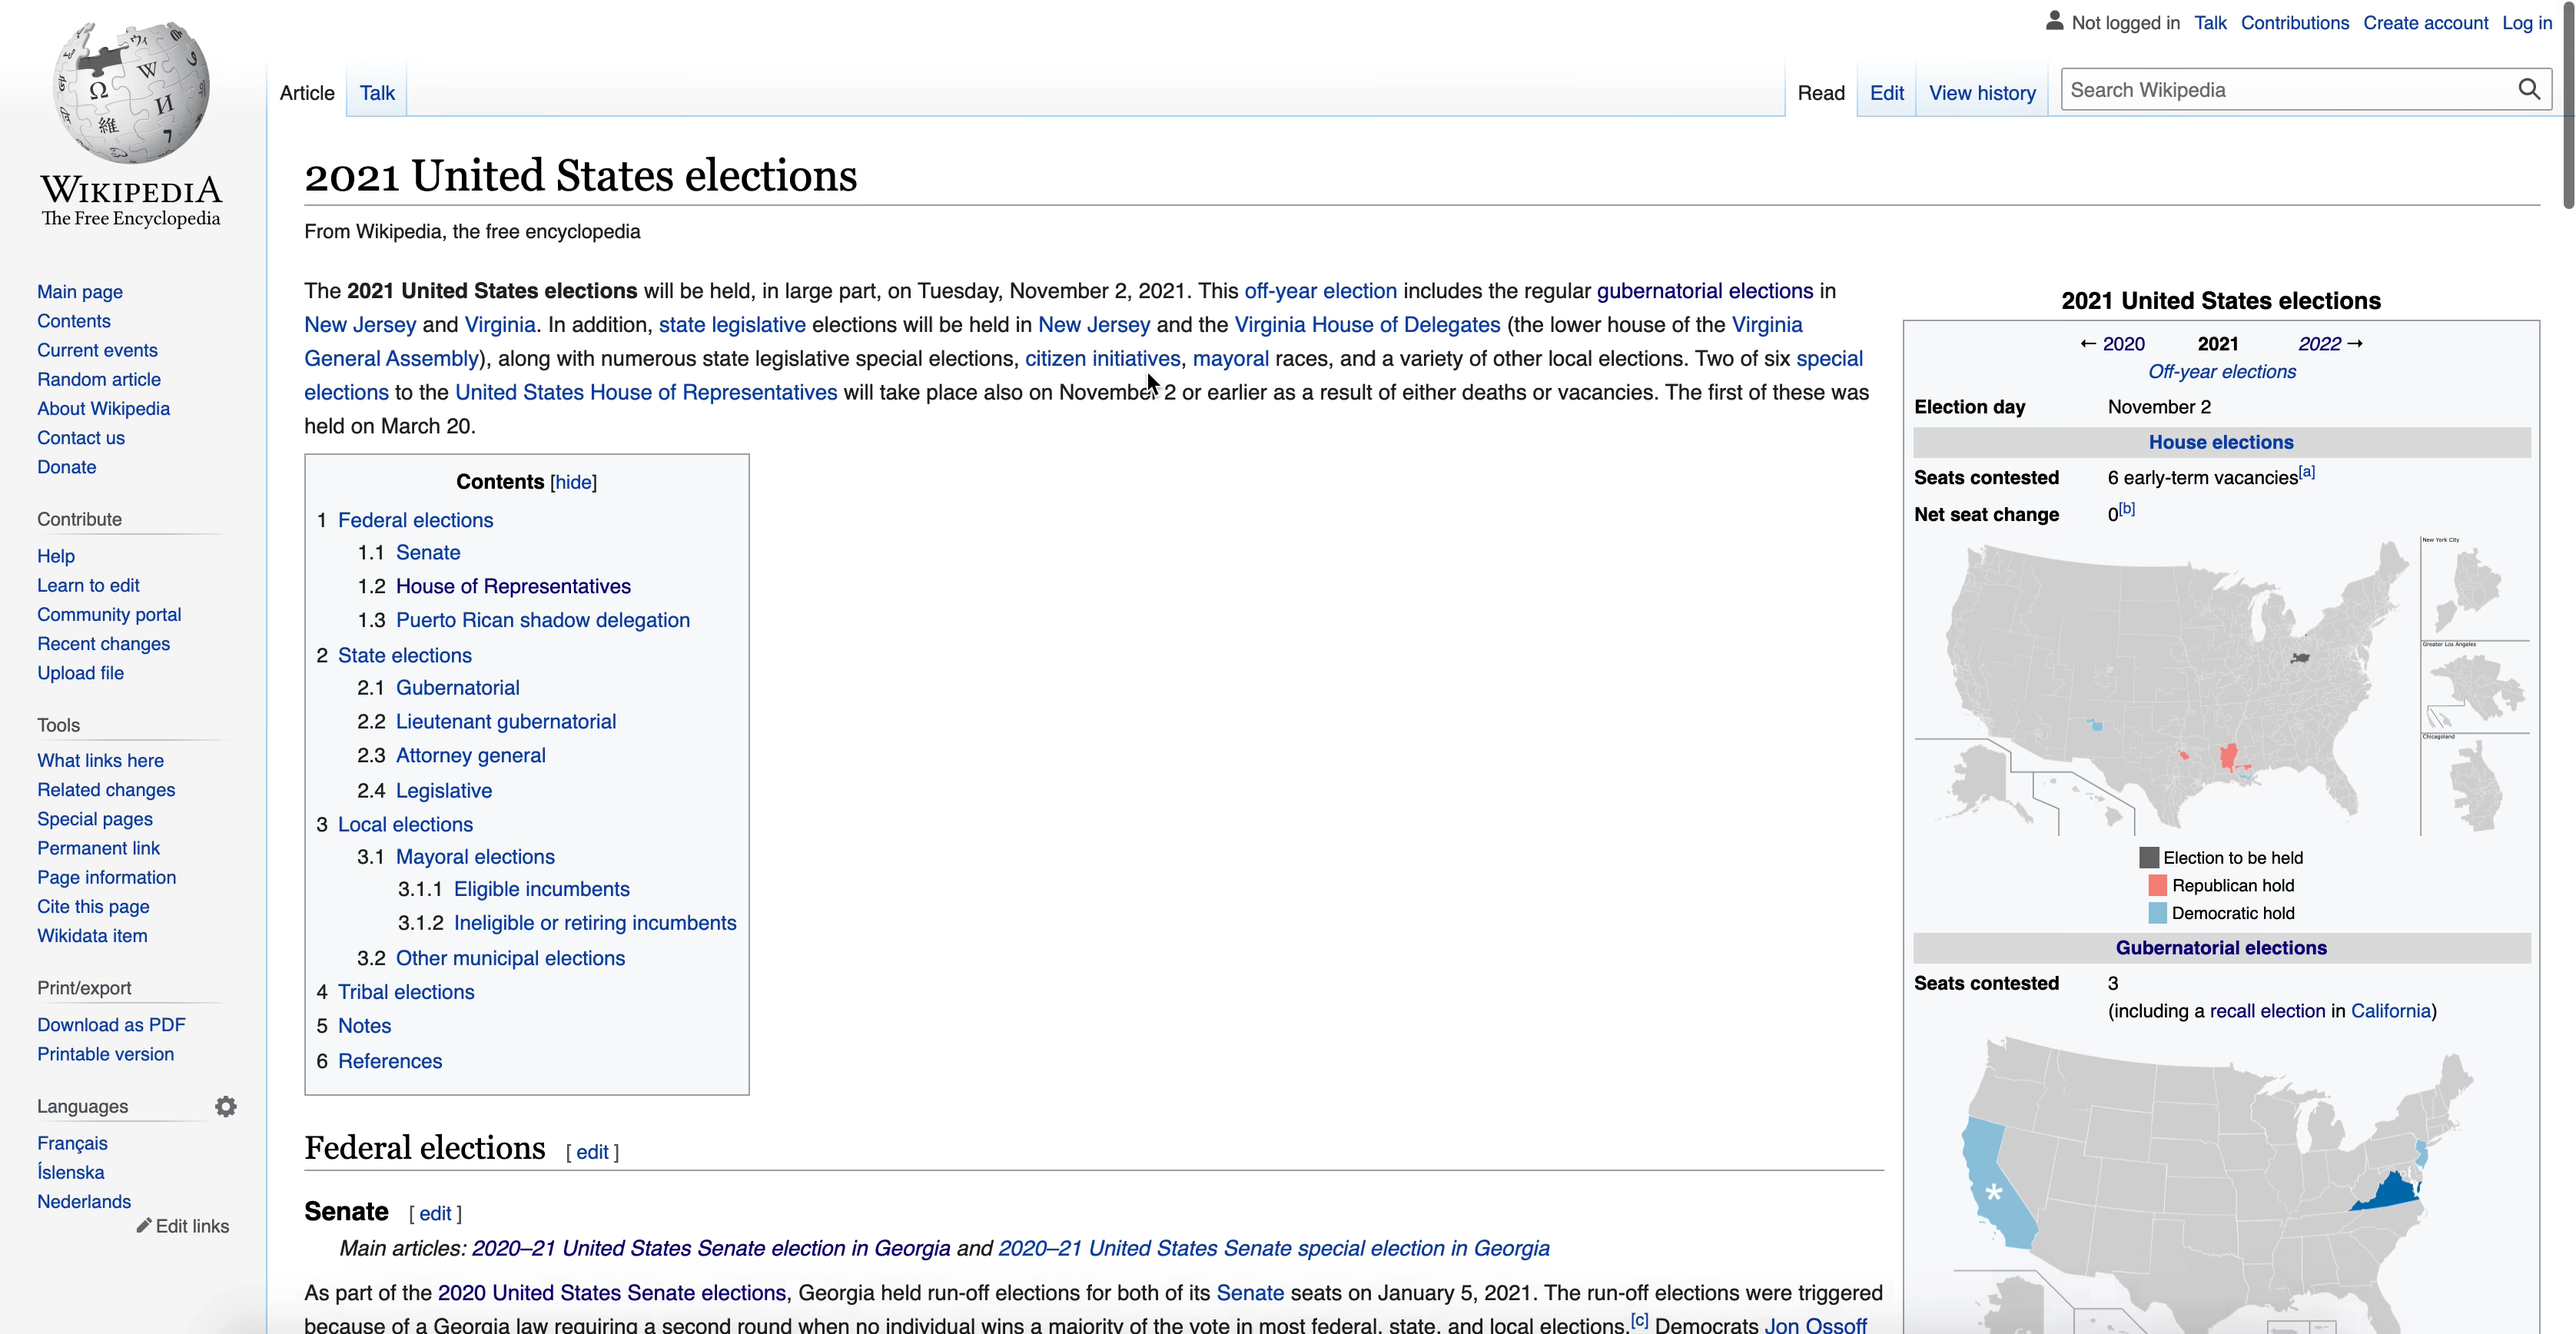 Not logged in Talk Contributions Create account Log in
Article Talk Read Edit View history Search Wikipedia
WIKIPEDIA
The Free Encyclopedia
Main page
Contents
Current events
Random article
About Wikipedia
Contact us
Donate
Contribute
Help
Learn to edit
Community portal
Recent changes
Upload file
Tools
What links here
Related changes
Special pages
Permanent link
Page information
Cite this page
Wikidata item
Print/export
Download as PDF
Printable version
Languages
Français
Íslenska
Nederlands
Edit links
2021 United States elections
From Wikipedia, the free encyclopedia
The 2021 United States elections will be held, in large part, on Tuesday, November 2, 2021. This off-year election includes the regular gubernatorial elections in
New Jersey and Virginia. In addition, state legislative elections will be held in New Jersey and the Virginia House of Delegates (the lower house of the Virginia
General Assembly), along with numerous state legislative special elections, citizen initiatives, mayoral races, and a variety of other local elections. Two of six special
elections to the United States House of Representatives will take place also on November 2 or earlier as a result of either deaths or vacancies. The first of these was
held on March 20.
Contents [hide]
1 Federal elections
1.1 Senate
1.2 House of Representatives
1.3 Puerto Rican shadow delegation
2 State elections
2.1 Gubernatorial
2.2 Lieutenant gubernatorial
2.3 Attorney general
2.4 Legislative
3 Local elections
3.1 Mayoral elections
3.1.1 Eligible incumbents
3.1.2 Ineligible or retiring incumbents
3.2 Other municipal elections
4 Tribal elections
5 Notes
6 References
Federal elections [ edit ]
Senate [ edit ]
Main articles: 2020–21 United States Senate election in Georgia and 2020–21 United States Senate special election in Georgia
As part of the 2020 United States Senate elections, Georgia held run-off elections for both of its Senate seats on January 5, 2021. The run-off elections were triggered
because of a Georgia law requiring a second round when no individual wins a majority of the vote in most federal, state, and local elections.[c] Democrats Jon Ossoff
2021 United States elections
← 2020 2021 2022 →
Off-year elections
Election day November 2
House elections
Seats contested 6 early-term vacancies[a]
Net seat change 0[b]
New York City
Greater Los Angeles
Chicagoland
Election to be held
Republican hold
Democratic hold
Gubernatorial elections
Seats contested 3
(including a recall election in California)
*